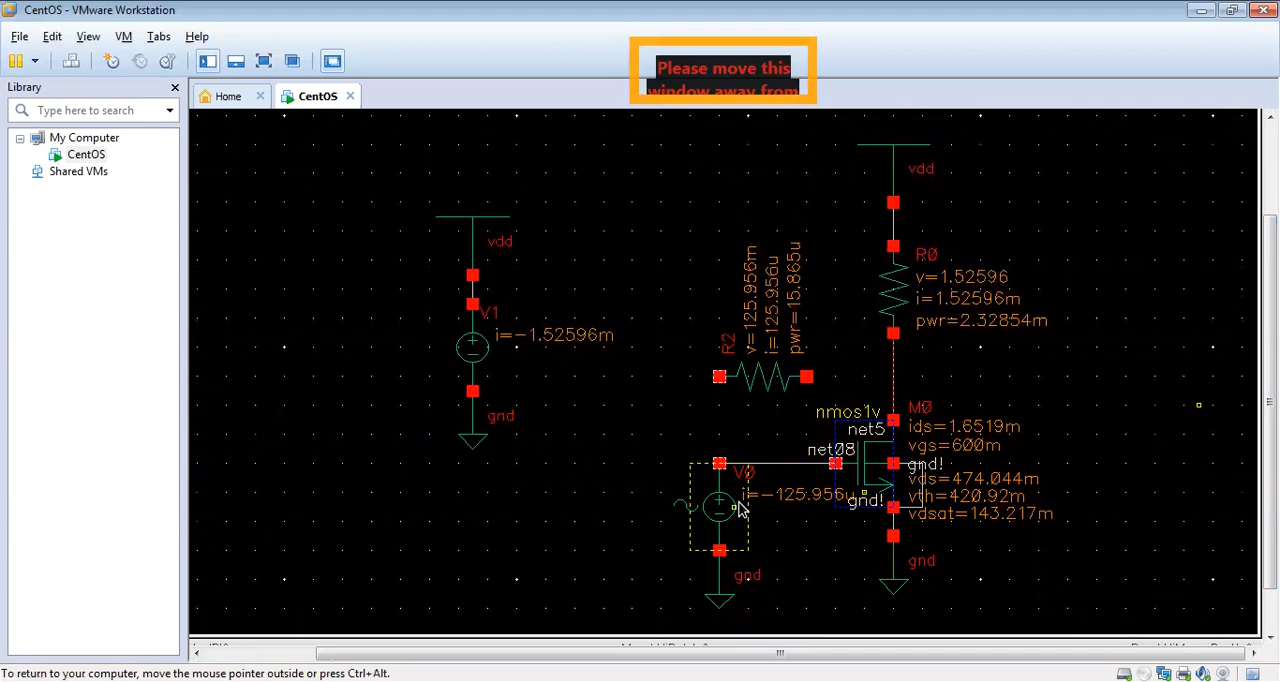 CentOS - VMware Workstation
File Edit View VM Tabs Help
Please move this
window away from
Library
Home CentOS
Type here to search
My Computer
CentOS
Shared VMs
vdd
vdd
R0
v=1.52596
i=1.52596m
pwr=2.32854m
V1
i=-1.52596m
gnd
R2
v=125.956m
i=125.956u
pwr=15.865u
nmos1v
M0
net5
ids=1.6519m
vgs=600m
net08
gnd!
vds=474.044m
vth=420.92m
vdsat=143.217m
gnd!
V0
i=-125.956u
gnd
gnd
To return to your computer, move the mouse pointer outside or press Ctrl+Alt.